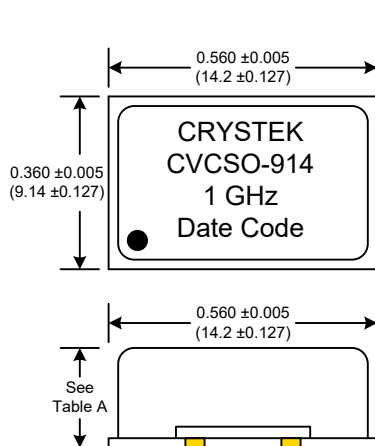 0.560 ±0.005
(14.2 ±0.127)
0.360 ±0.005
(9.14 ±0.127)
CRYSTEK
CVCSO-914
1 GHz
Date Code
0.560 ±0.005
(14.2 ±0.127)
See
Table A